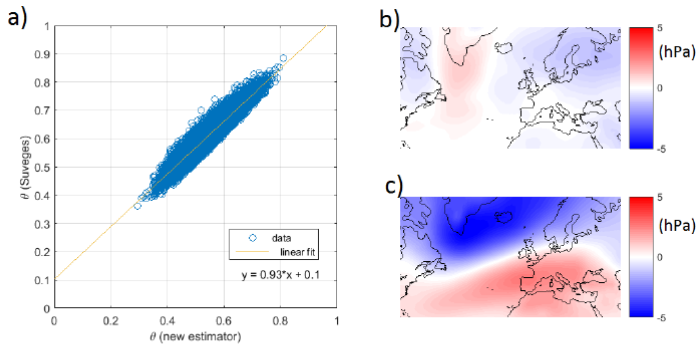 a)
1
0.9
0.8
0.7
0.6
0.5
0.4
0.3
0.2
0.1
0
θ (Suveges)
data
linear fit
y = 0.93*x + 0.1
0
0.2
0.4
0.6
0.8
1
θ (new estimator)
b)
5
(hPa)
0
-5
c)
5
(hPa)
0
-5